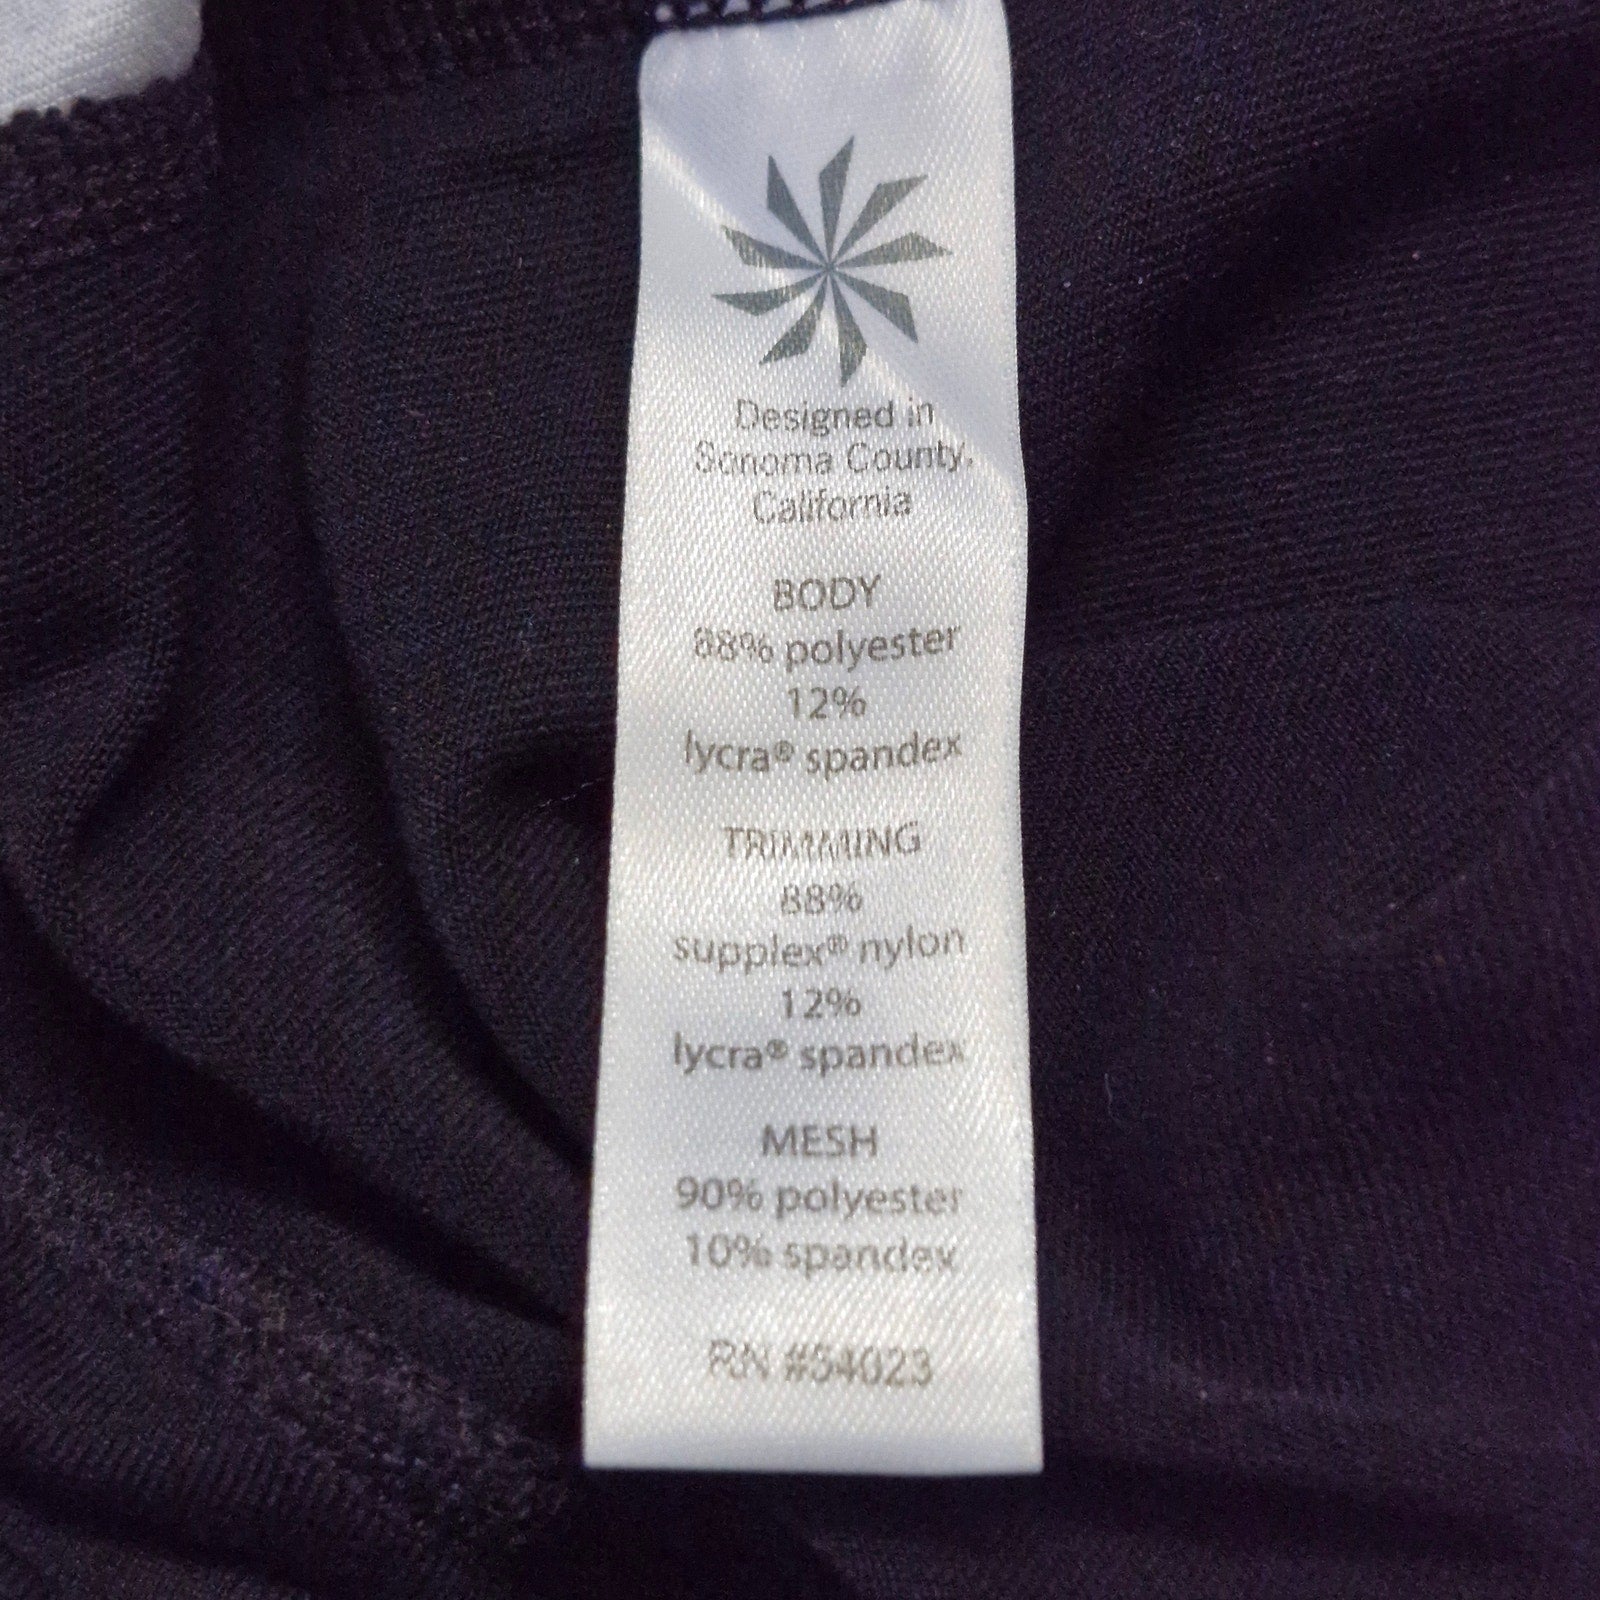 Designed in
Sonoma County,
California
BODY
88% polyester
12%
lycra® spandex
TRIMMING
88%
supplex® nylon
12%
lycra® spandex
MESH
90% polyester
10% spandex
RN #54023